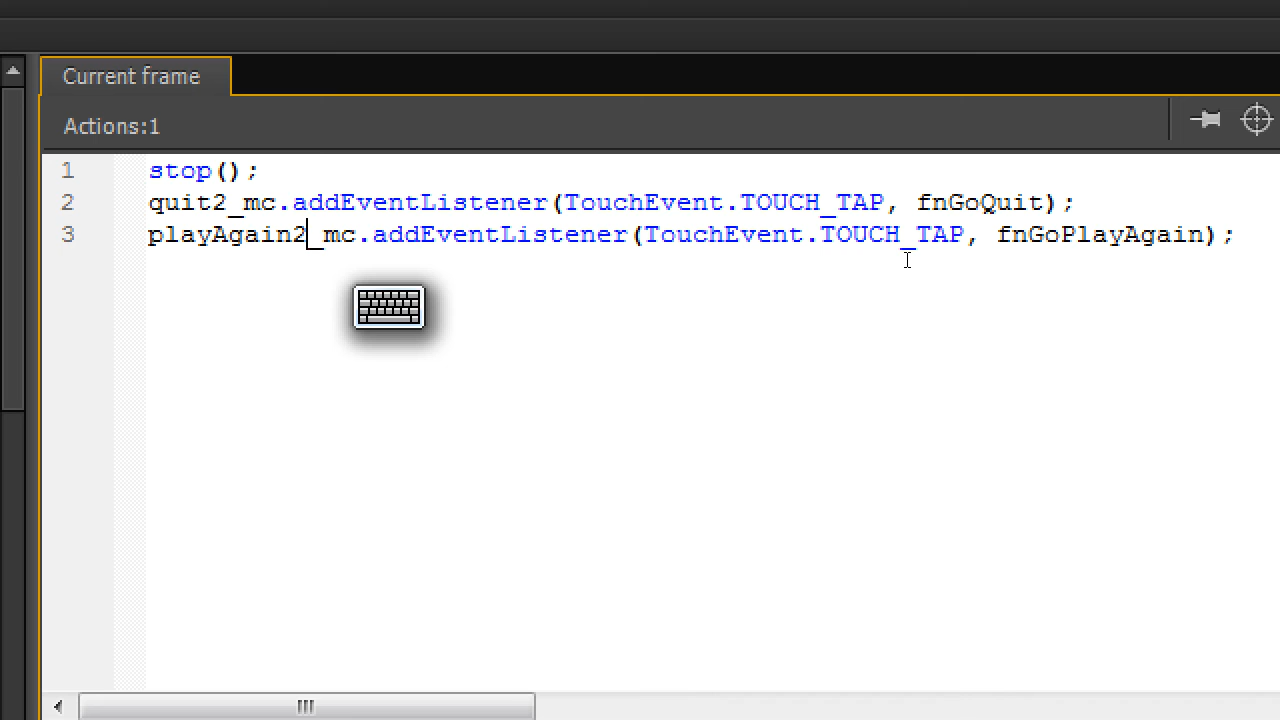 Current frame
Actions:1
1 stop();
2 quit2_mc.addEventListener(TouchEvent.TOUCH_TAP, fnGoQuit);
3 playAgain2_mc.addEventListener(TouchEvent.TOUCH_TAP, fnGoPlayAgain);